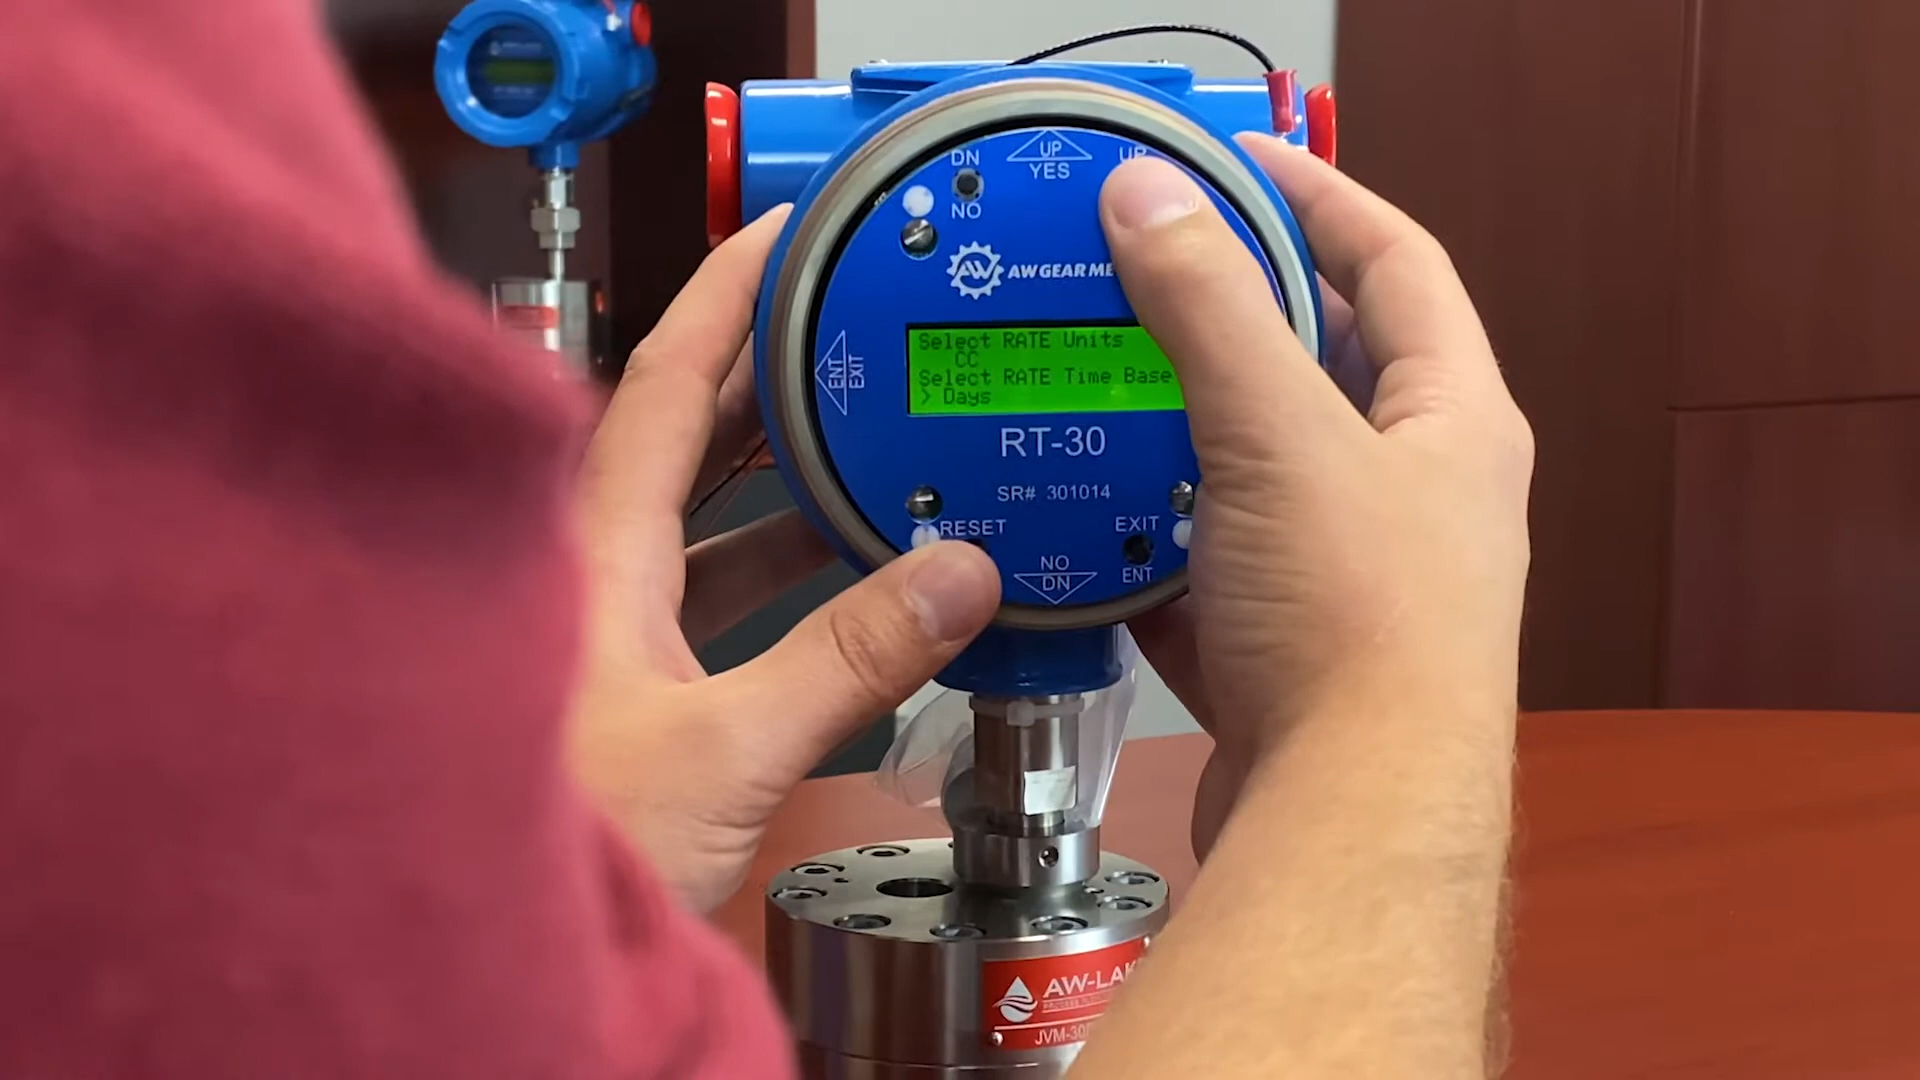 DN
NO
UP
YES
UP
AW
AW GEAR ME
ENT
EXIT
Select RATE Units
CC
Select RATE Time Base
> Days
RT-30
SR# 301014
RESET
EXIT
ENT
NO
DN
AW-LAK
JVM-30